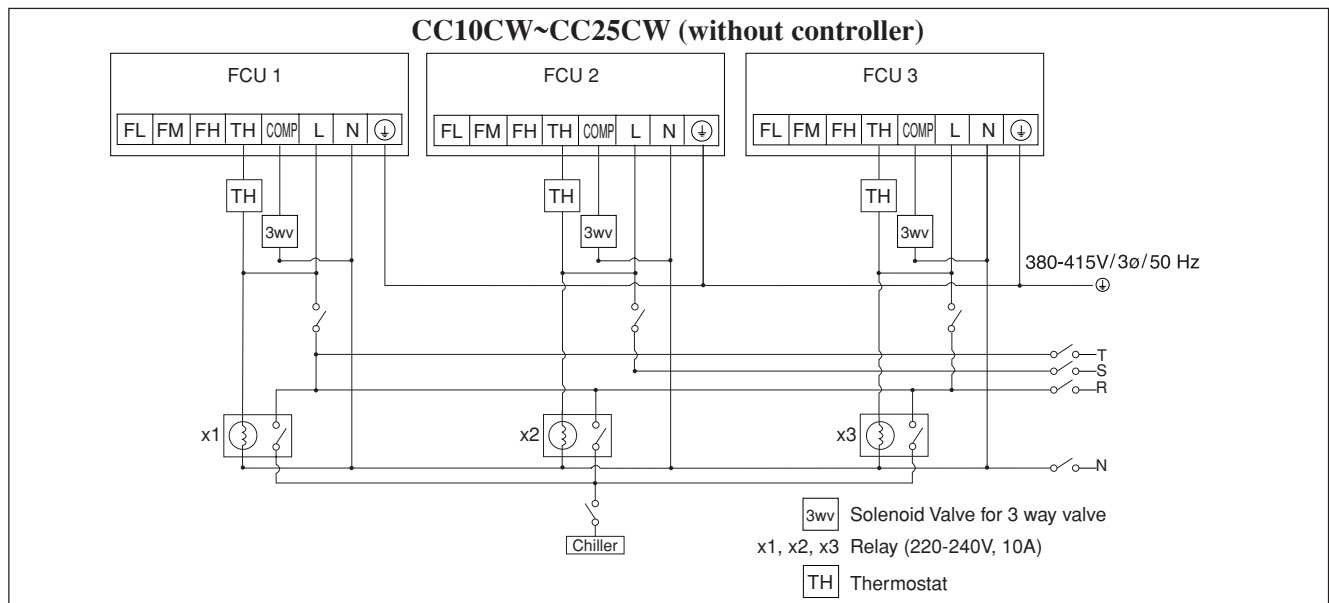 CC10CW~CC25CW (without controller)
FCU 1 FCU 2 FCU 3
FL FM FH TH COMP L N FL FM FH TH COMP L N FL FM FH TH COMP L N
TH TH TH
3wv 3wv 3wv
380-415V/3ø/50 Hz
T
S
R
x1 x2 x3
N
3wv Solenoid Valve for 3 way valve
Chiller x1, x2, x3 Relay (220-240V, 10A)
TH Thermostat